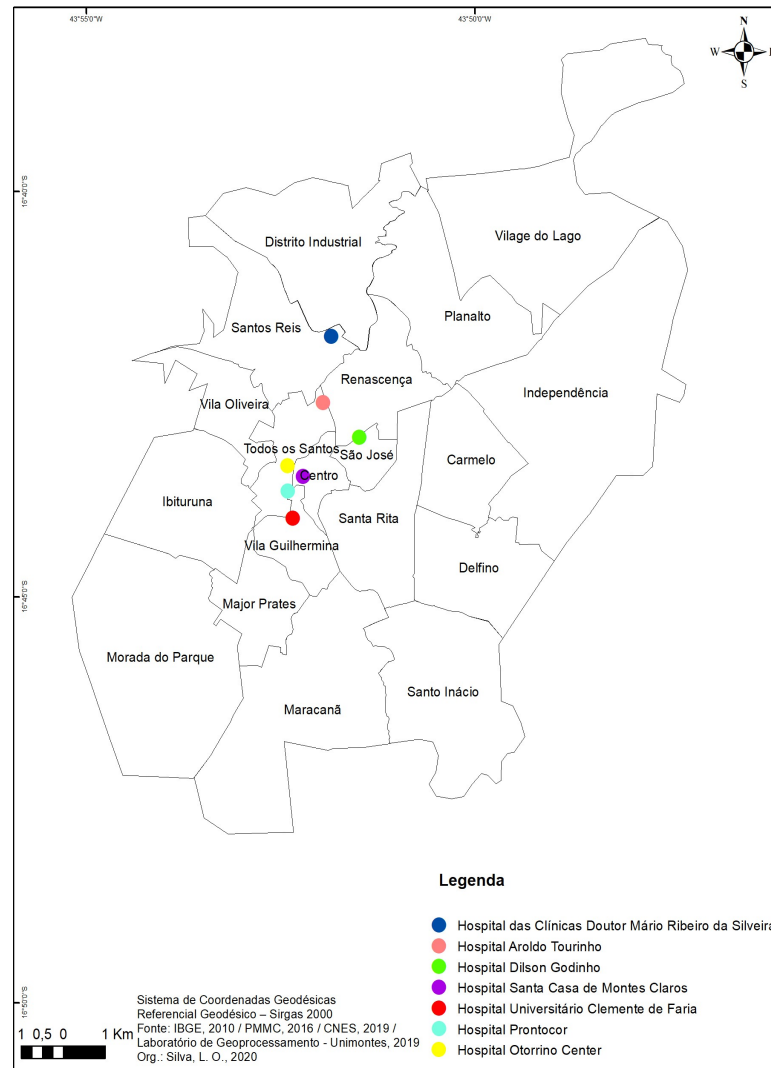 43°55'0"W
43°50'0"W
N
W
E
S
16°40'0"S
Vilage do Lago
Distrito Industrial
Planalto
Santos Reis
Renascença
Independência
Vila Oliveira
Todos os Santos
São José
Carmelo
Centro
Ibituruna
Santa Rita
Vila Guilhermina
Delfino
16°45'0"S
Major Prates
Morada do Parque
Santo Inácio
Maracanã
Legenda
Hospital das Clínicas Doutor Mário Ribeiro da Silveira
Hospital Aroldo Tourinho
Hospital Dilson Godinho
Hospital Santa Casa de Montes Claros
Hospital Universitário Clemente de Faria
Hospital Prontocor
Hospital Otorrino Center
16°50'0"S
Sistema de Coordenadas Geodésicas
Referencial Geodésico – Sirgas 2000
Fonte: IBGE, 2010 / PMMC, 2016 / CNES, 2019 /
Laboratório de Geoprocessamento - Unimontes, 2019
Org.: Silva, L. O., 2020
1 0,5 0 1 Km